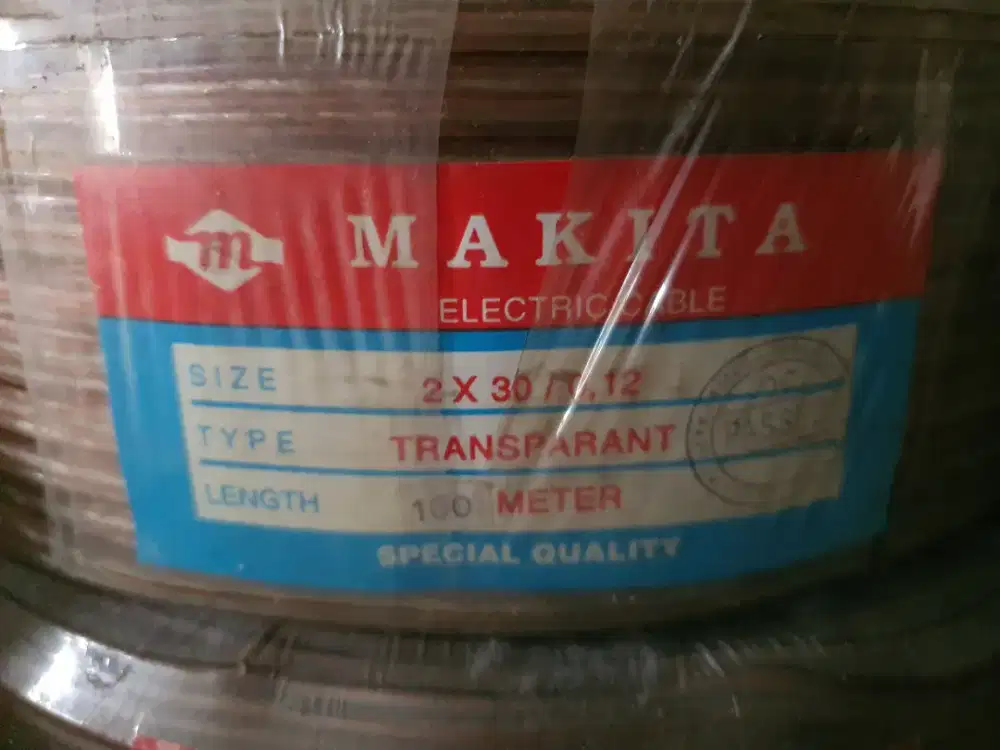 m
MAKITA
ELECTRIC CABLE
SIZE 2 X 30 / 0,12
TYPE TRANSPARANT
LENGTH 100 METER
SPECIAL QUALITY